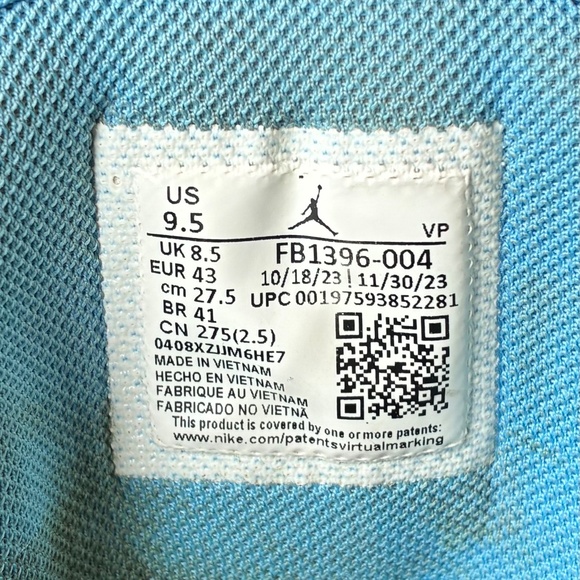 US
9.5
VP
UK 8.5
FB1396-004
EUR 43
10/18/23 | 11/30/23
cm 27.5
UPC 00197593852281
BR 41
CN 275(2.5)
0408XZJJM6HE7
MADE IN VIETNAM
HECHO EN VIETNAM
FABRIQUE AU VIETNAM
FABRICADO NO VIETNÃ
This product is covered by one or more patents:
www.nike.com/patentsvirtualmarking